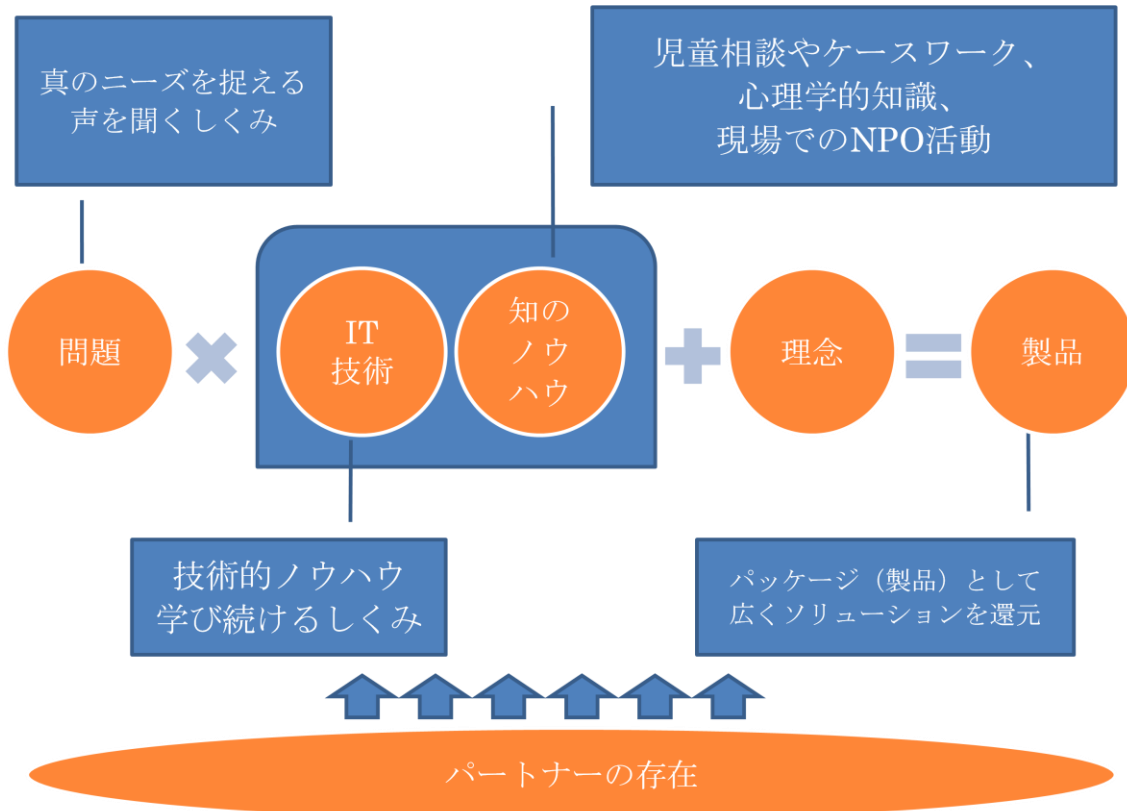 真のニーズを捉える
声を聞くしくみ
児童相談やケースワーク、
心理学的知識、
現場でのNPO活動
問題
×
IT
技術
知の
ノウ
ハウ
+
理念
=
製品
技術的ノウハウ
学び続けるしくみ
パッケージ（製品）として
広くソリューションを還元
パートナーの存在